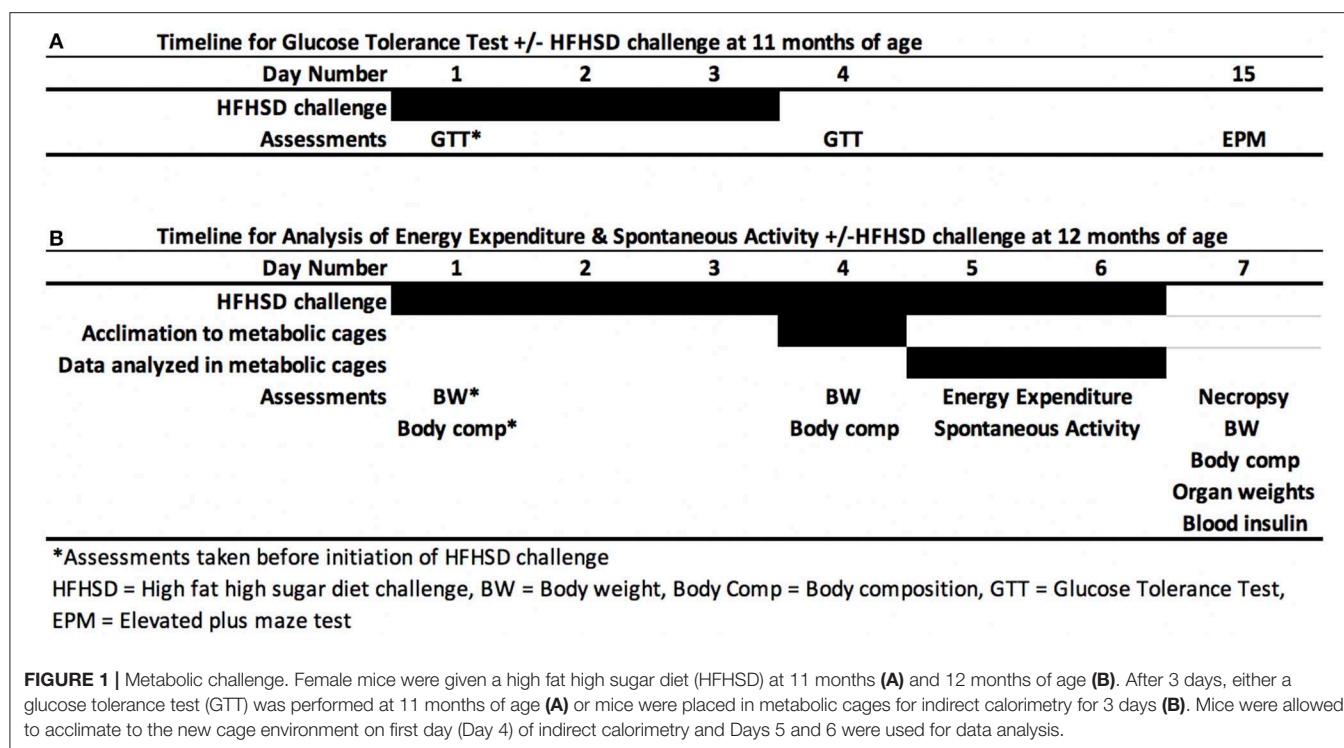 A Timeline for Glucose Tolerance Test +/- HFHSD challenge at 11 months of age
Day Number 1 2 3 4 15
HFHSD challenge
Assessments GTT* GTT EPM
B Timeline for Analysis of Energy Expenditure & Spontaneous Activity +/-HFHSD challenge at 12 months of age
Day Number 1 2 3 4 5 6 7
HFHSD challenge
Acclimation to metabolic cages
Data analyzed in metabolic cages
Assessments BW* BW Energy Expenditure Necropsy
Body comp* Body comp Spontaneous Activity BW
Body comp
Organ weights
Blood insulin
*Assessments taken before initiation of HFHSD challenge
HFHSD = High fat high sugar diet challenge, BW = Body weight, Body Comp = Body composition, GTT = Glucose Tolerance Test,
EPM = Elevated plus maze test
FIGURE 1 | Metabolic challenge. Female mice were given a high fat high sugar diet (HFHSD) at 11 months (A) and 12 months of age (B). After 3 days, either a
glucose tolerance test (GTT) was performed at 11 months of age (A) or mice were placed in metabolic cages for indirect calorimetry for 3 days (B). Mice were allowed
to acclimate to the new cage environment on first day (Day 4) of indirect calorimetry and Days 5 and 6 were used for data analysis.